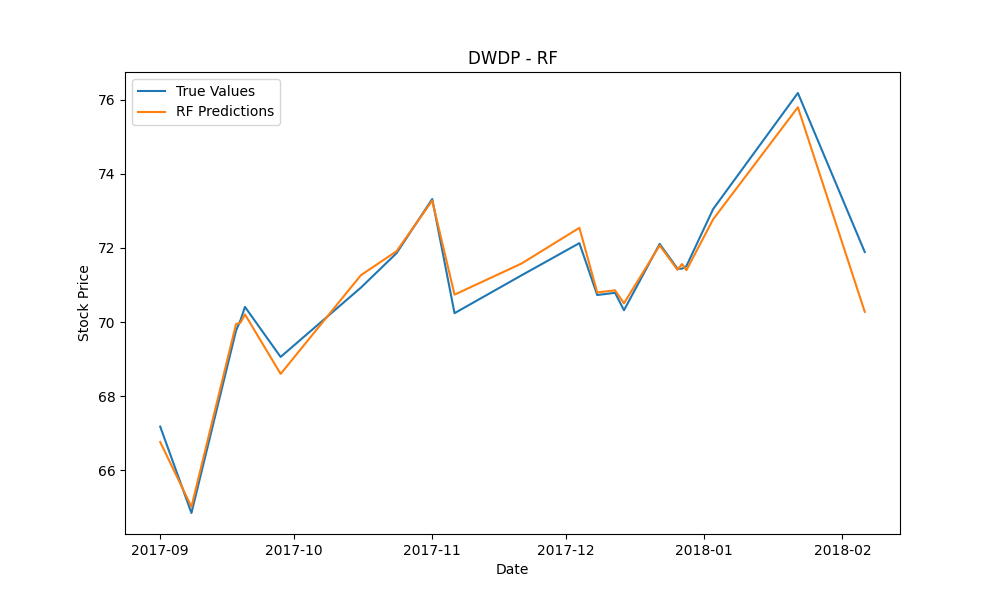 DWDP - RF
True Values
RF Predictions
76
74
72
70
68
66
Stock Price
2017-09 2017-10 2017-11 2017-12 2018-01 2018-02
Date